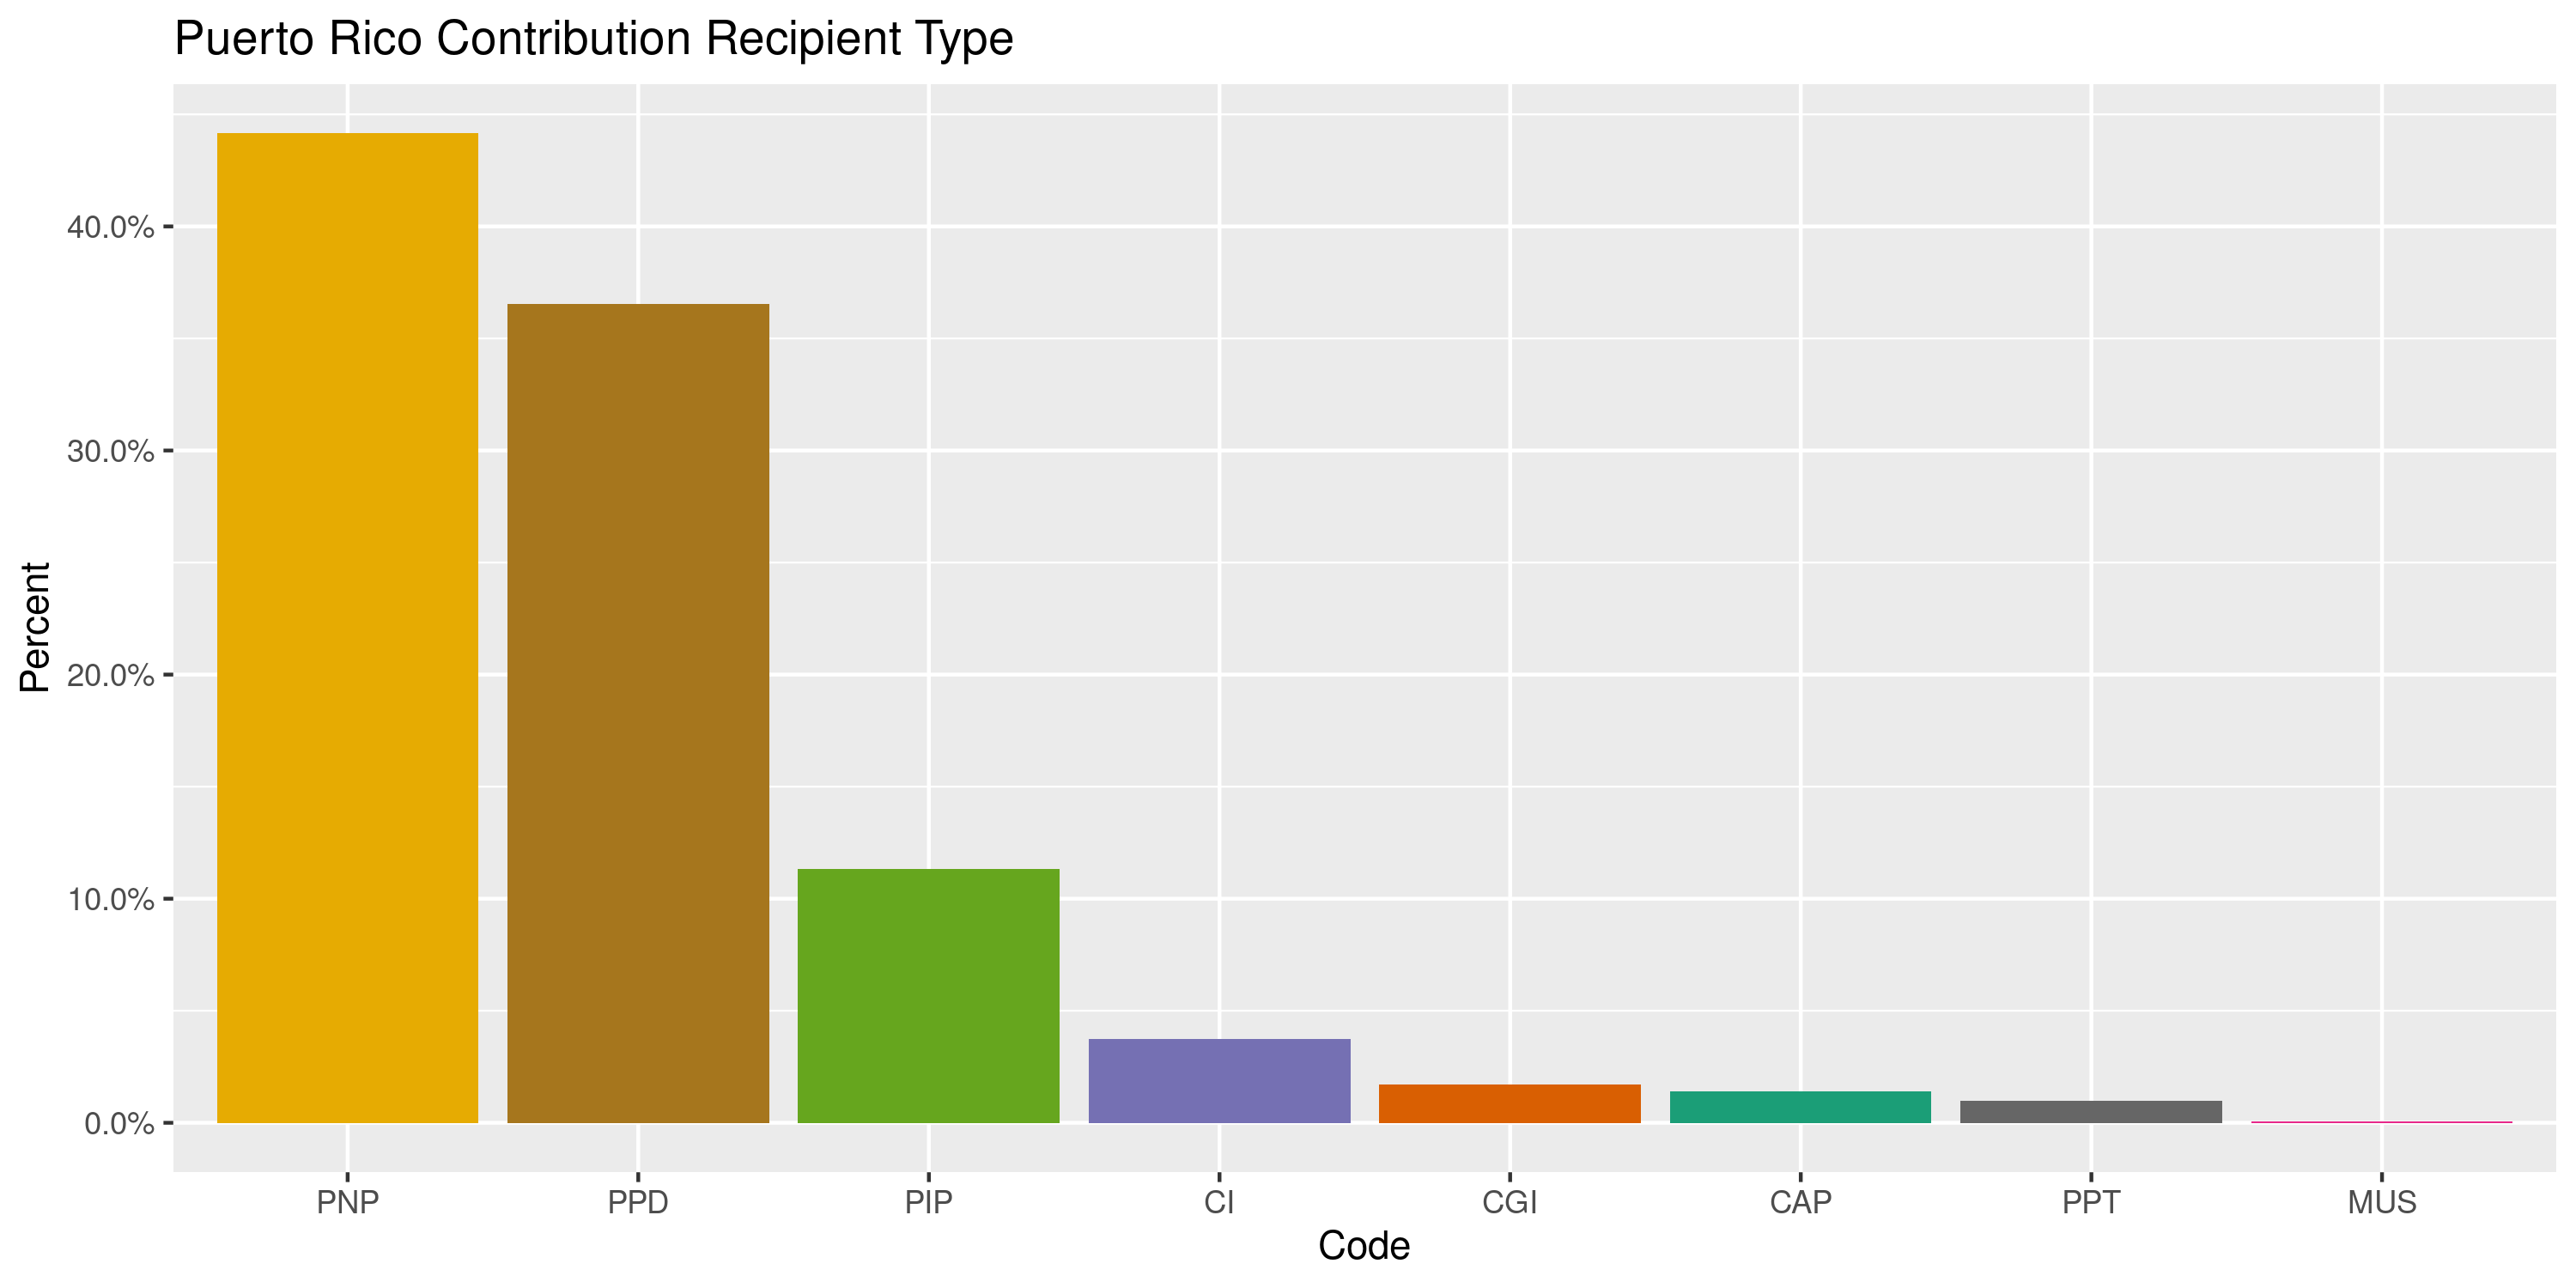 Puerto Rico Contribution Recipient Type
Percent
40.0%
30.0%
20.0%
10.0%
0.0%
PNP PPD PIP CI CGI CAP PPT MUS
Code